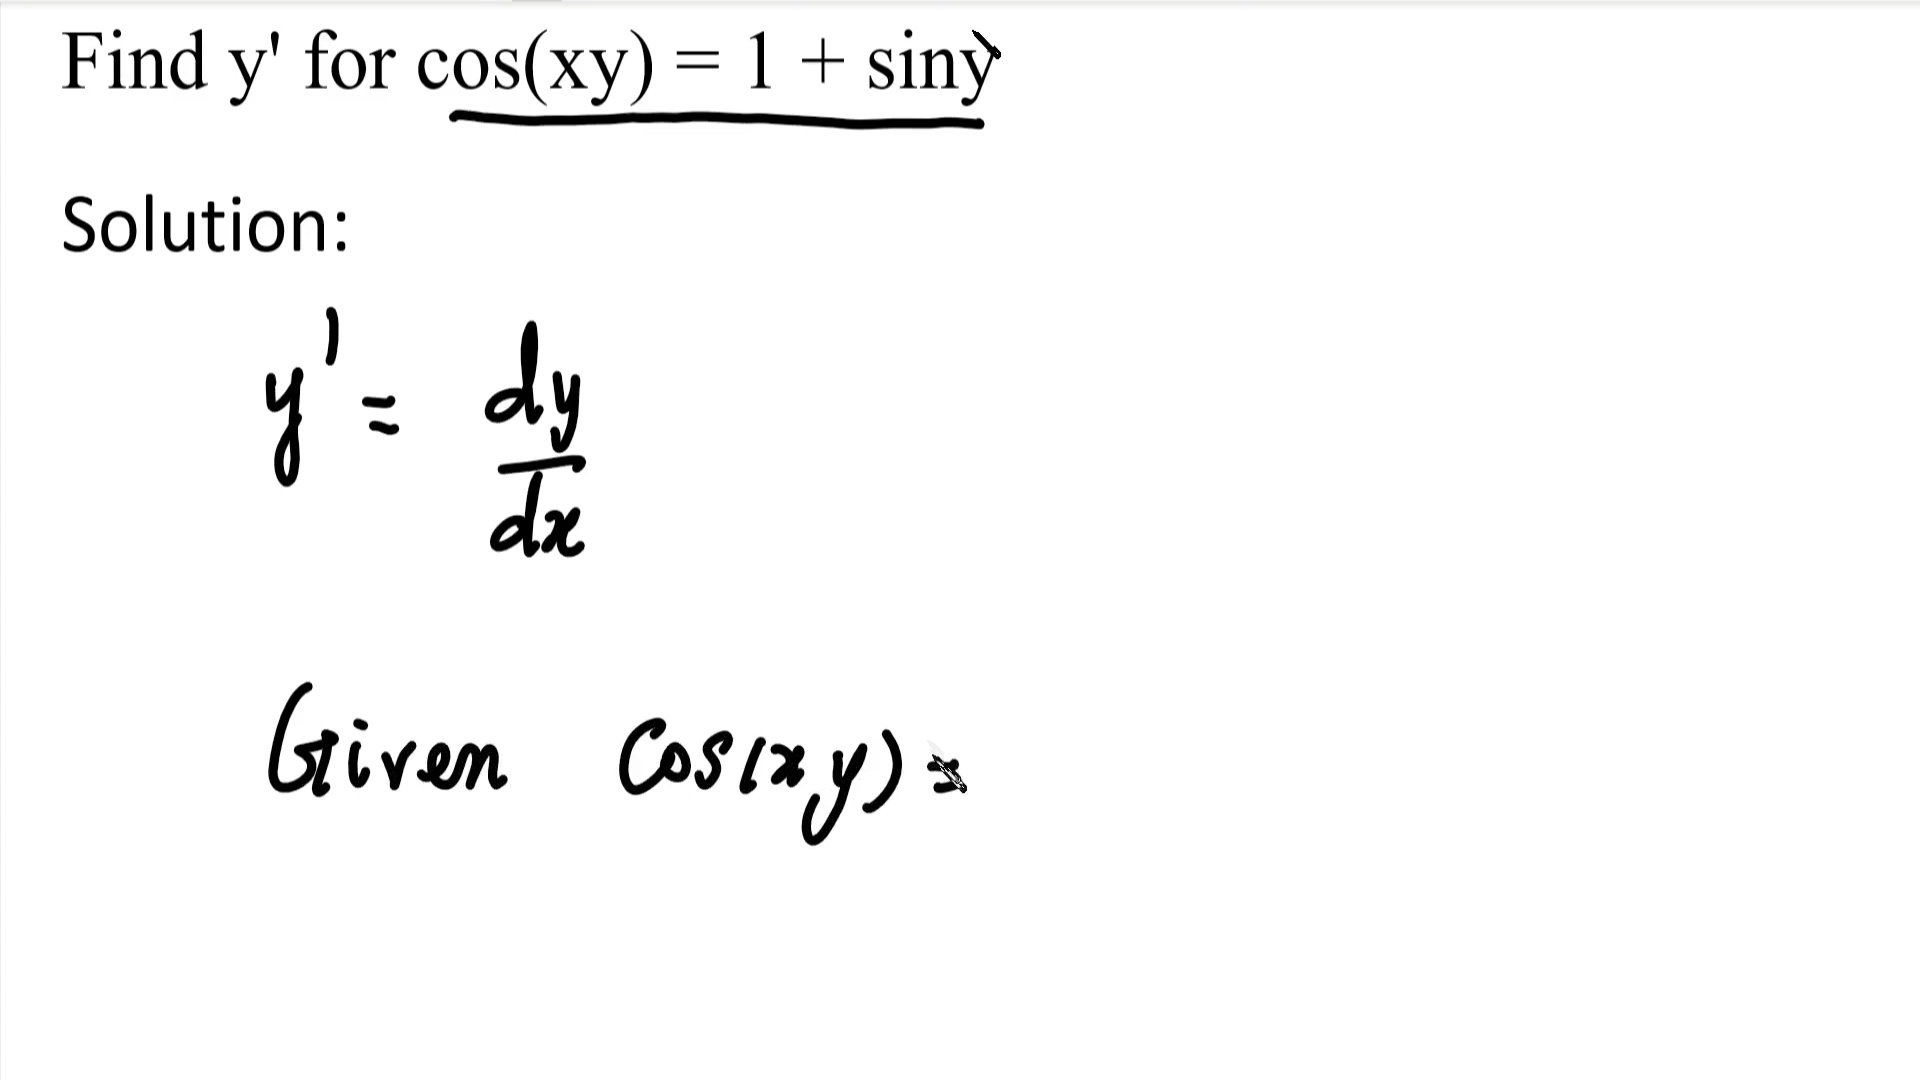 Find y' for cos(xy) = 1 + siny
Solution:
y' = dy/dx
Given Cos(xy) =